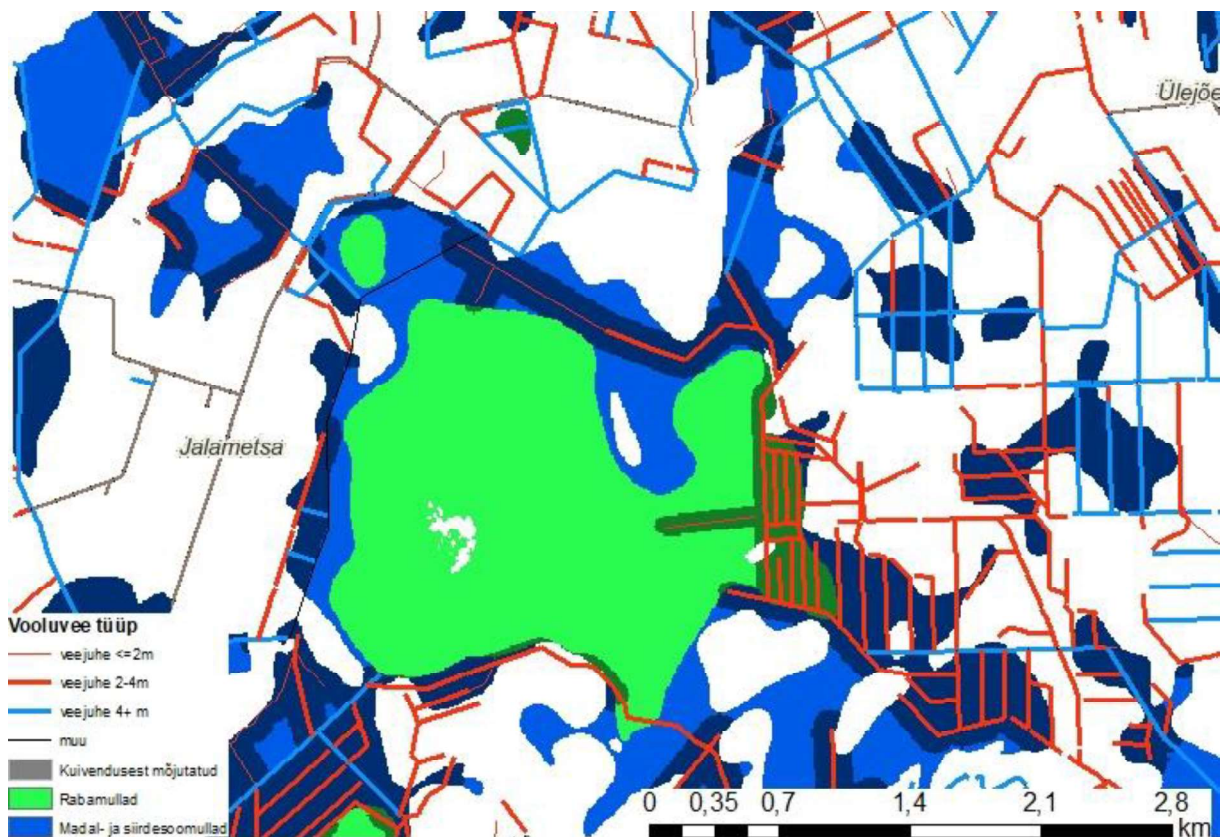 Ülejõe
Jälametsa
Vooluvee tüüp
veejuhe <=2m
veejuhe 2-4m
veejuhe 4+ m
muu
Kuivendusest mõjutatud
Rabamullad
Madal- ja siirdesoomullad
0 0,35 0,7 1,4 2,1 2,8
km